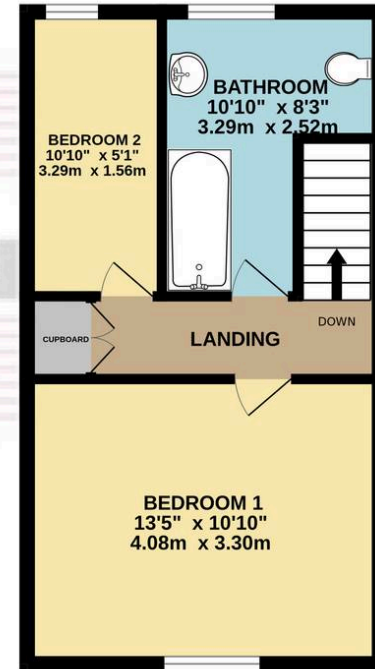 BATHROOM
10'10" x 8'3"
3.29m x 2.52m
BEDROOM 2
10'10" x 5'1"
3.29m x 1.56m
DOWN
CUPBOARD
LANDING
BEDROOM 1
13'5" x 10'10"
4.08m x 3.30m